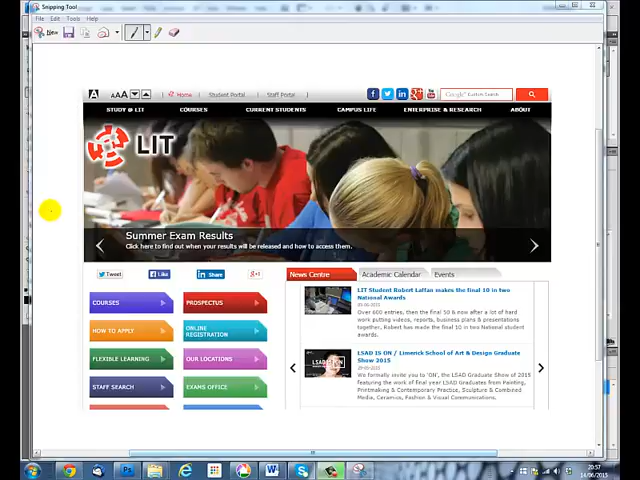 Snipping Tool
File Edit Tools Help
New
A AAA Home Student Portal Staff Portal f in You Google Custom Search
STUDY @ LIT COURSES CURRENT STUDENTS CAMPUS LIFE ENTERPRISE & RESEARCH ABOUT
LIT
Summer Exam Results
Click here to find out when your results will be released and how to access them.
Tweet Like Share g+1
News Centre Academic Calendar Events
COURSES PROSPECTUS
HOW TO APPLY ONLINE REGISTRATION
FLEXIBLE LEARNING OUR LOCATIONS
STAFF SEARCH EXAMS OFFICE
LIT Student Robert Laffan makes the final 10 in two
National Awards
Over 600 entries, then the final 50 & now after a lot of hard
work putting videos, reports, business plans & presentations
together, Robert has made the final 10 in two national student
awards.
LSAD IS ON / Limerick School of Art & Design Graduate
Show 2015
We formally invite you to 'ON', the LSAD Graduate Show of 2015
featuring the work of final year LSAD Graduates from Painting,
Printmaking & Contemporary Practice, Sculpture & Combined
Media, Ceramics, Fashion & Visual Communications.
20:57
14/06/2015